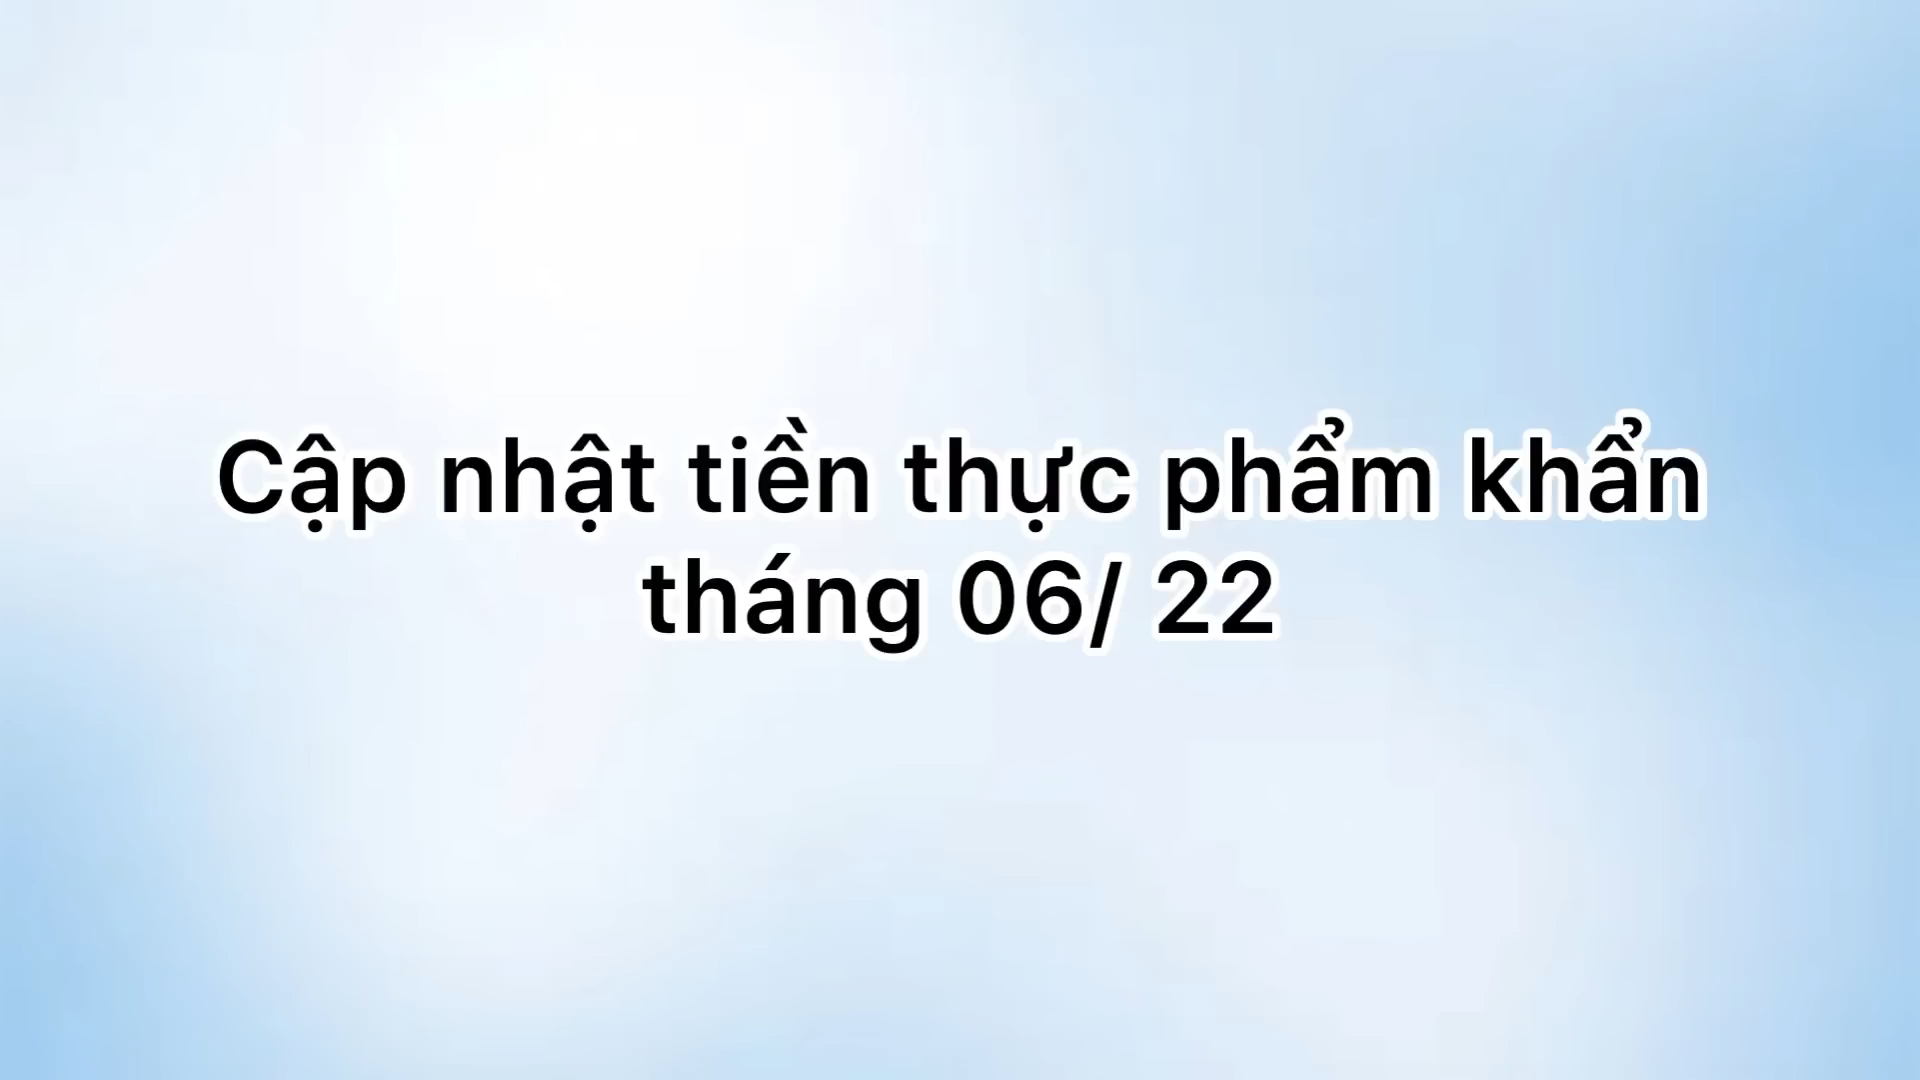 Cập nhật tiền thực phẩm khẩn
tháng 06/ 22